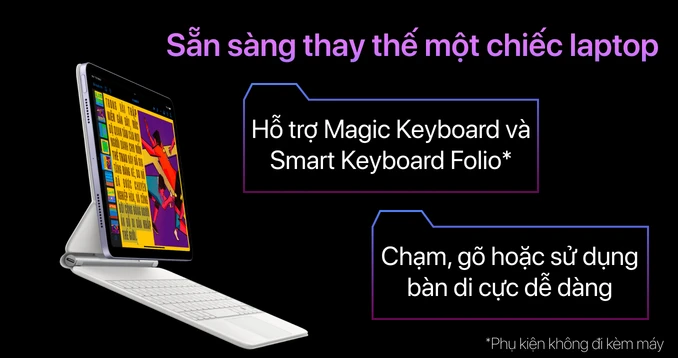 Sẵn sàng thay thế một chiếc laptop
Hỗ trợ Magic Keyboard và
Smart Keyboard Folio*
Chạm, gõ hoặc sử dụng
bàn di cực dễ dàng
*Phụ kiện không đi kèm máy